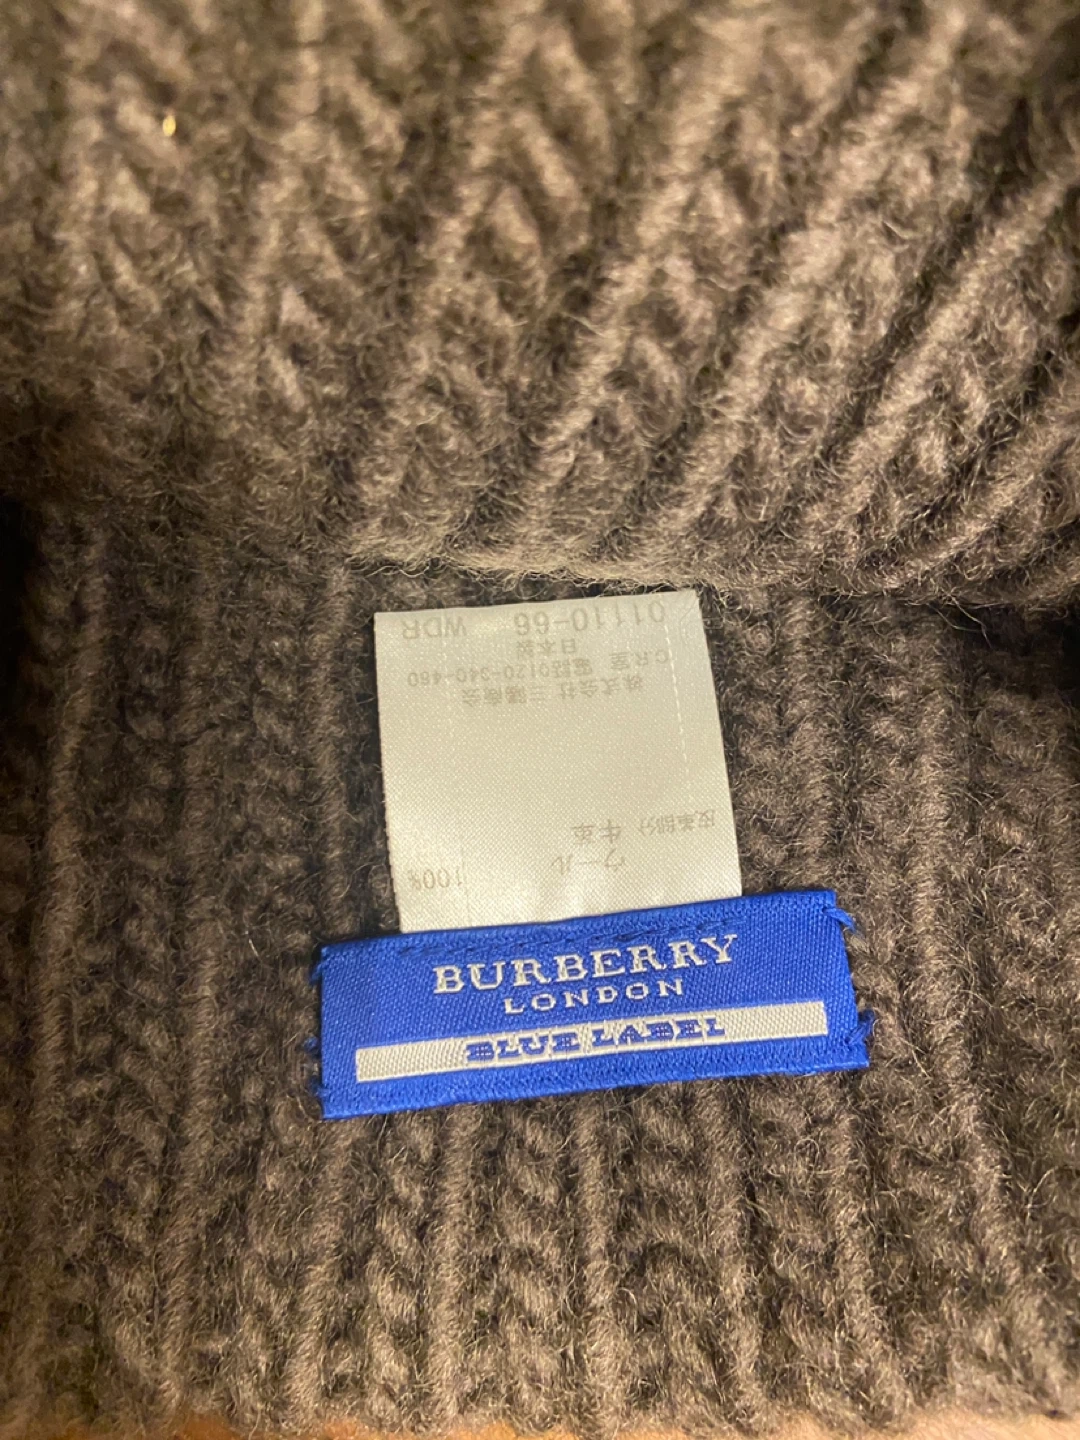 ウール 100%
皮革部分 牛革
株式会社 三陽商会
C.R.室 電話0120-340-460
日本製
01110-66 WDR
BURBERRY
LONDON
BLUE LABEL